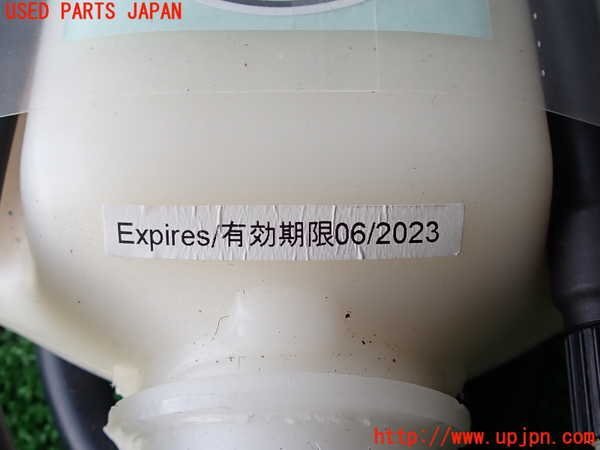 USED PARTS JAPAN
Expires/有効期限06/2023
http://www.upjpn.com